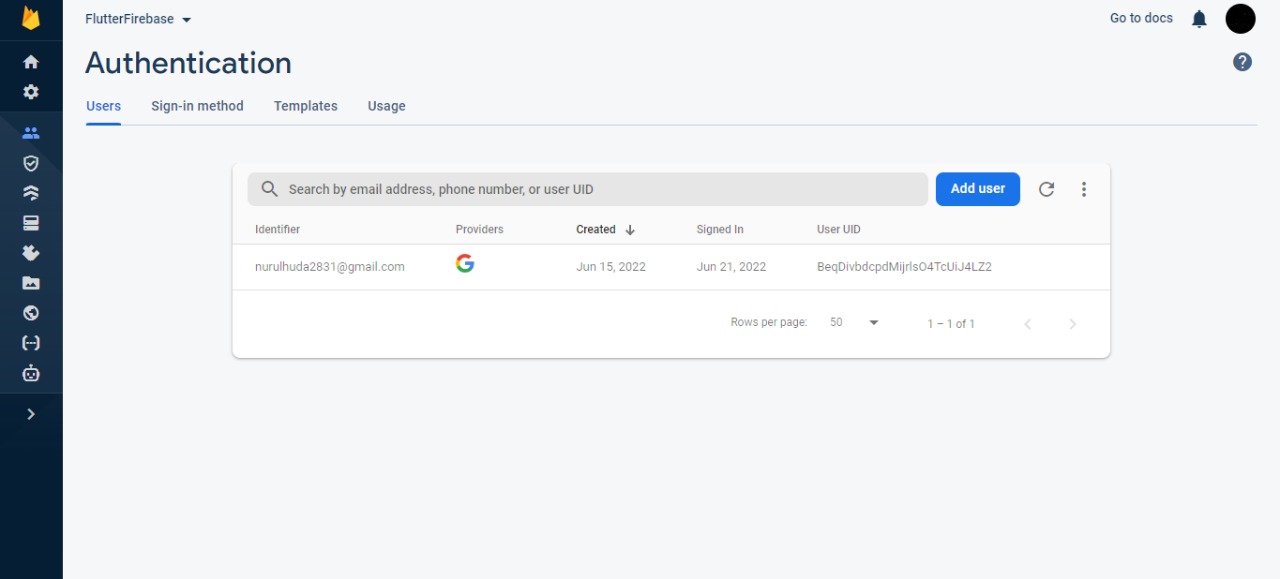 FlutterFirebase
Go to docs
Authentication
Users Sign-in method Templates Usage
Search by email address, phone number, or user UID Add user
Identifier Providers Created Signed In User UID
nurulhuda2831@gmail.com Jun 15, 2022 Jun 21, 2022 BeqDivbdcpdMijrlsO4TcUiJ4LZ2
Rows per page: 50 1 – 1 of 1